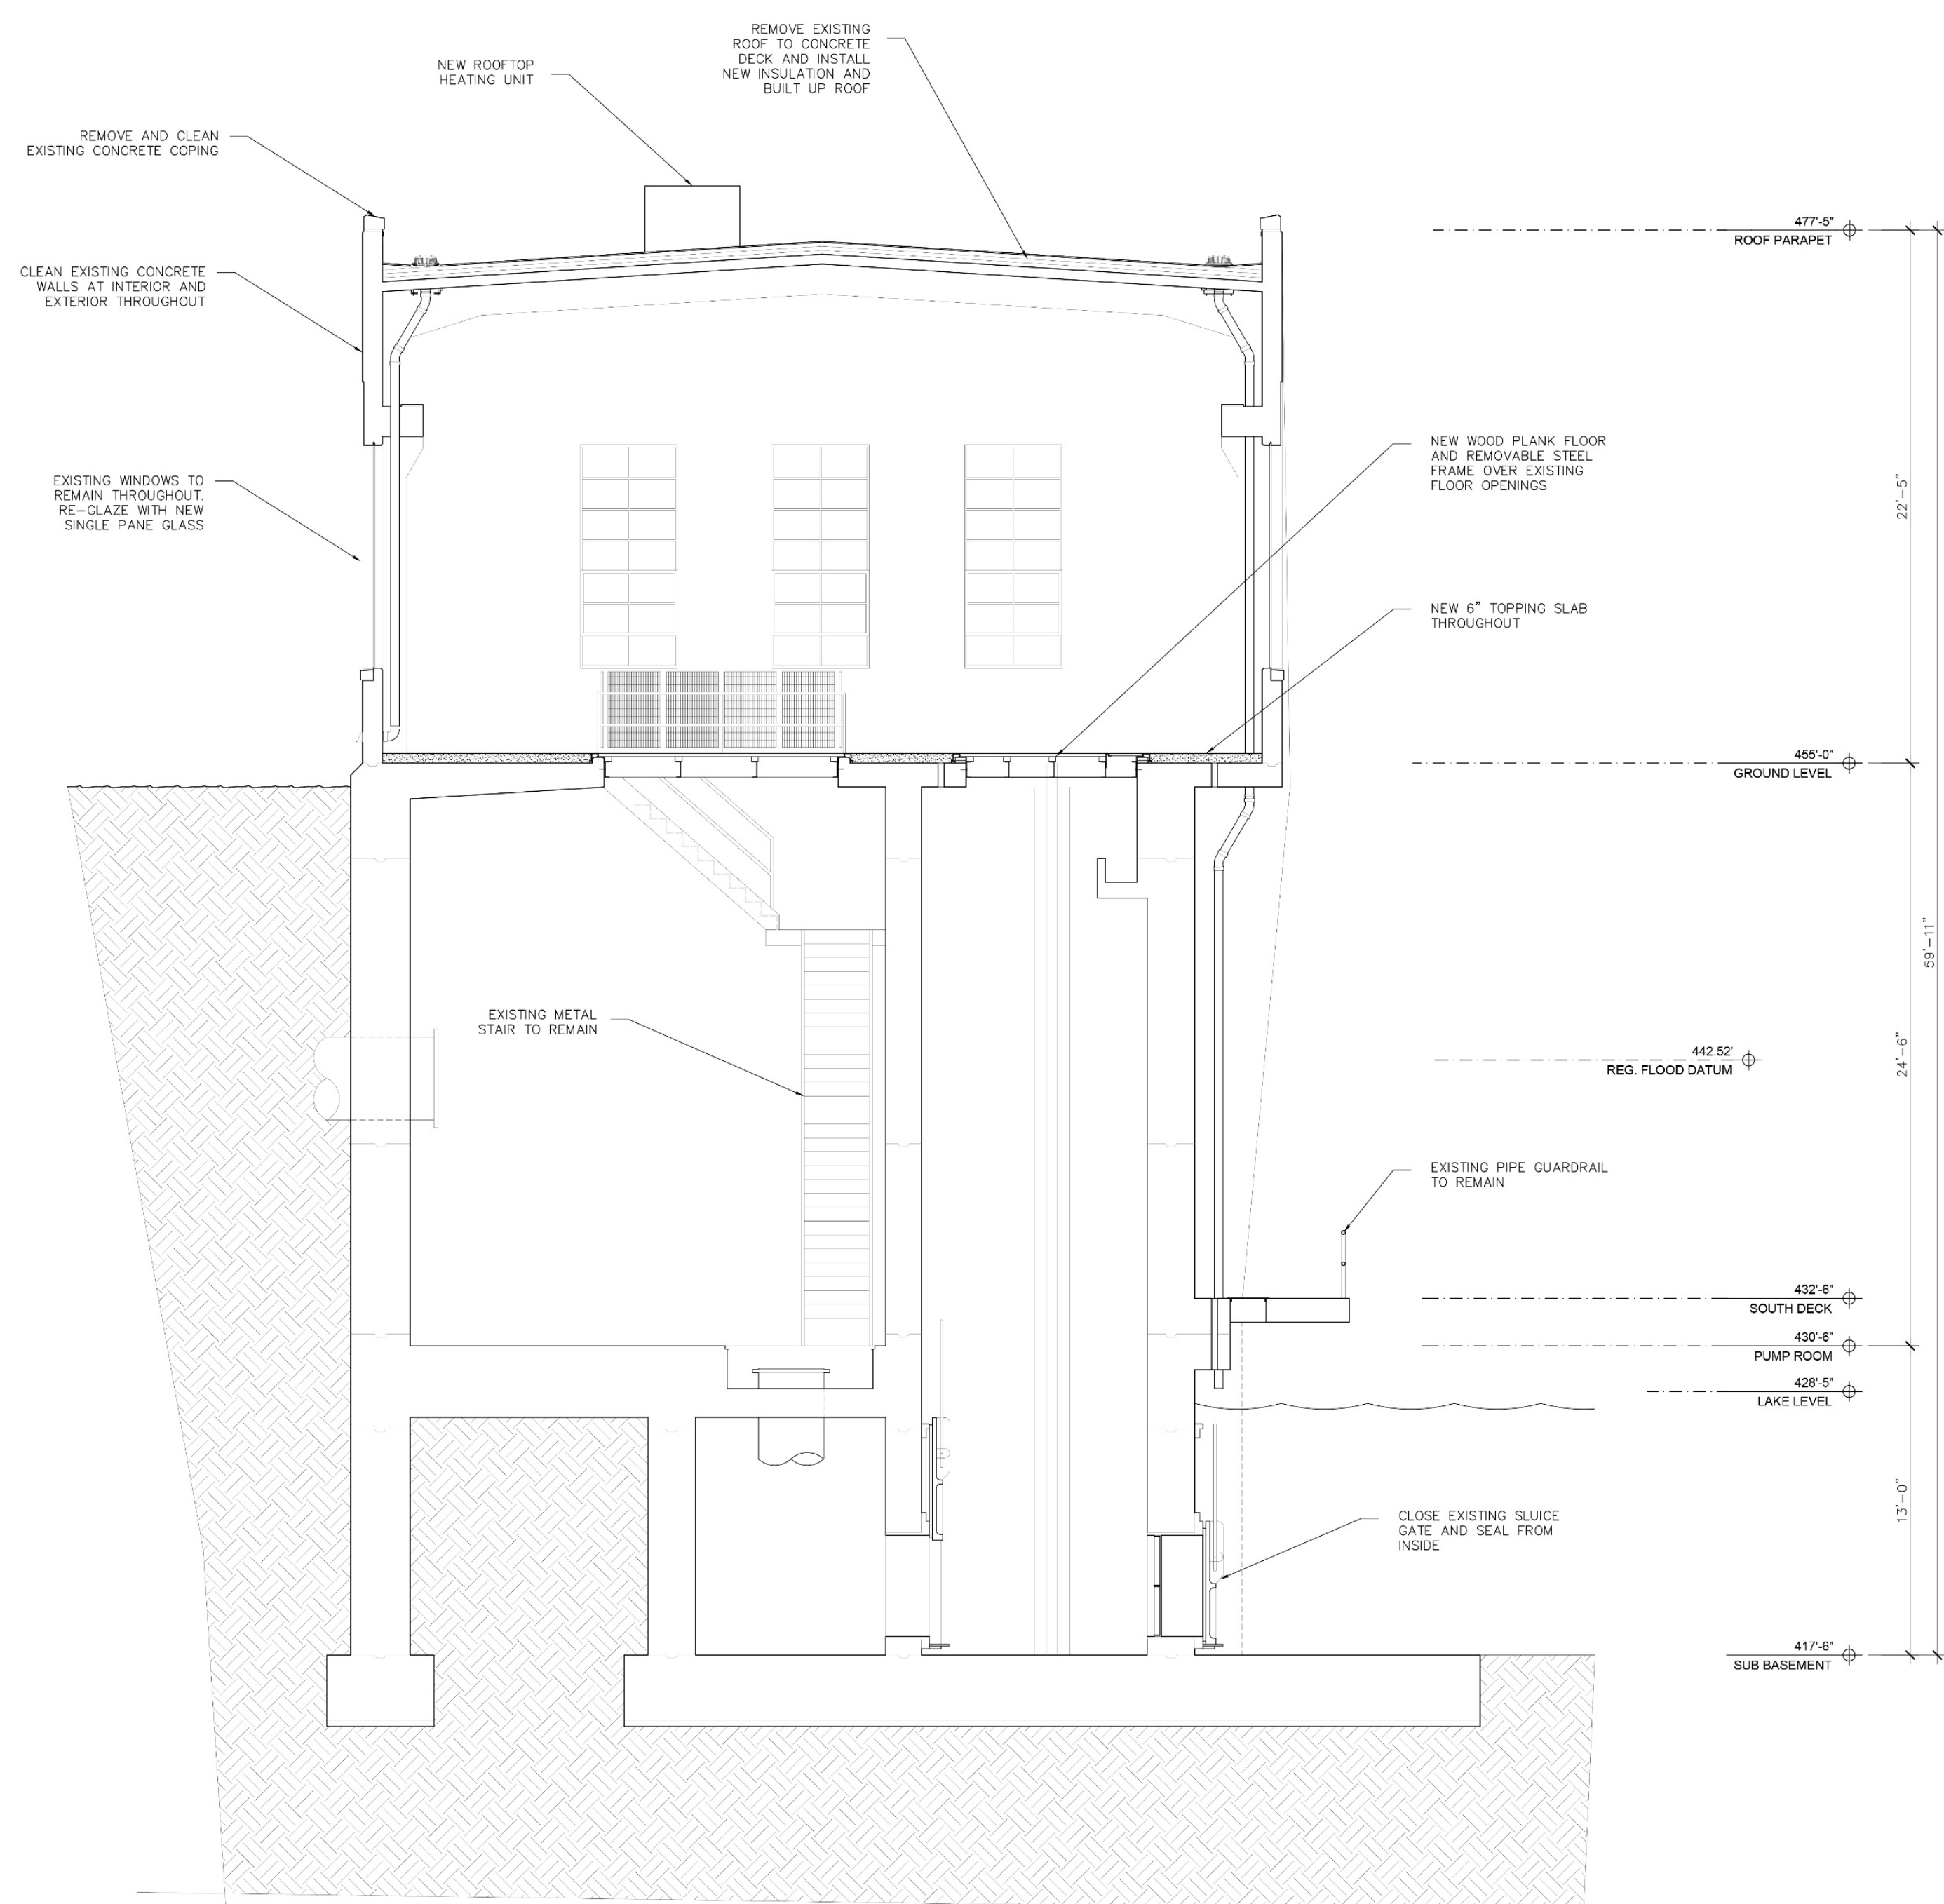 REMOVE EXISTING
ROOF TO CONCRETE
DECK AND INSTALL
NEW INSULATION AND
BUILT UP ROOF
NEW ROOFTOP
HEATING UNIT
REMOVE AND CLEAN
EXISTING CONCRETE COPING
477'-5"
ROOF PARAPET
CLEAN EXISTING CONCRETE
WALLS AT INTERIOR AND
EXTERIOR THROUGHOUT
NEW WOOD PLANK FLOOR
AND REMOVABLE STEEL
FRAME OVER EXISTING
FLOOR OPENINGS
EXISTING WINDOWS TO
REMAIN THROUGHOUT.
RE-GLAZE WITH NEW
SINGLE PANE GLASS
22'-5"
NEW 6" TOPPING SLAB
THROUGHOUT
455'-0"
GROUND LEVEL
59'-11"
EXISTING METAL
STAIR TO REMAIN
442.52'
REG. FLOOD DATUM
24'-6"
EXISTING PIPE GUARDRAIL
TO REMAIN
432'-6"
SOUTH DECK
430'-6"
PUMP ROOM
428'-5"
LAKE LEVEL
13'-0"
CLOSE EXISTING SLUICE
GATE AND SEAL FROM
INSIDE
417'-6"
SUB BASEMENT